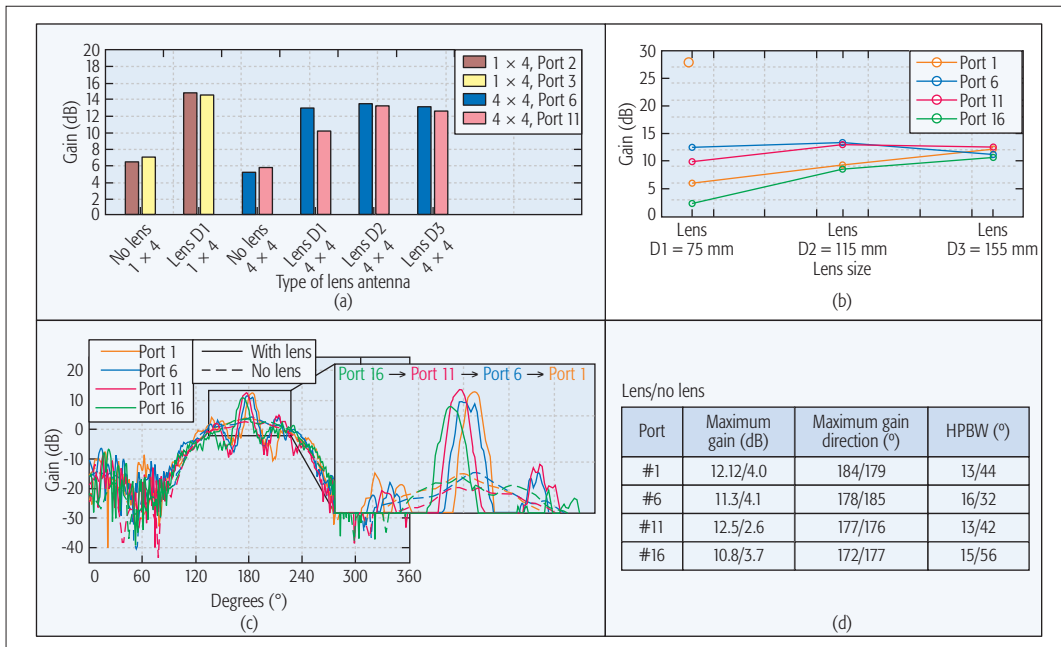 20
18
16
14
12
10
8
6
4
2
0
Gain (dB)
1 × 4, Port 2
1 × 4, Port 3
4 × 4, Port 6
4 × 4, Port 11
No lens
1 × 4
Lens D1
1 × 4
No lens
4 × 4
Lens D1
4 × 4
Lens D2
4 × 4
Lens D3
4 × 4
Type of lens antenna
(a)
30
25
20
15
10
5
0
Gain (dB)
Port 1
Port 6
Port 11
Port 16
Lens
D1 = 75 mm
Lens
D2 = 115 mm
Lens
D3 = 155 mm
Lens size
(b)
Port 1
Port 6
Port 11
Port 16
With lens
No lens
Port 16 → Port 11 → Port 6 → Port 1
20
10
0
-10
-20
-30
-40
Gain (dB)
0 60 120 180 240 300 360
Degrees (°)
(c)
Lens/no lens
Port Maximum gain (dB) Maximum gain direction (º) HPBW (º)
#1 12.12/4.0 184/179 13/44
#6 11.3/4.1 178/185 16/32
#11 12.5/2.6 177/176 13/42
#16 10.8/3.7 172/177 15/56
(d)